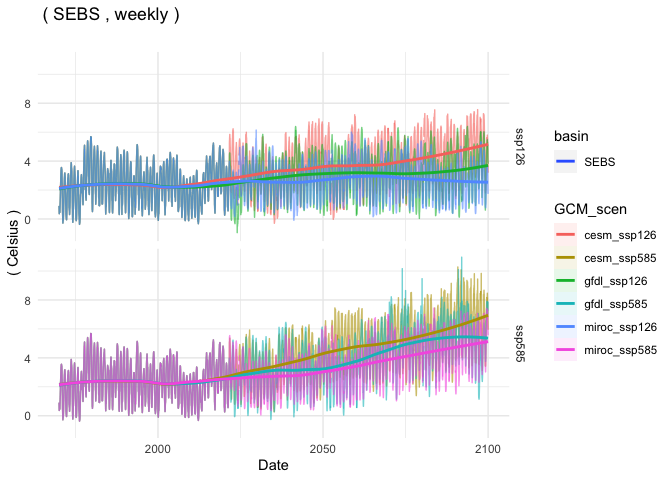 ( SEBS , weekly )
8
4
0
ssp126
8
4
0
ssp585
( Celsius )
2000
2050
2100
Date
basin
SEBS
GCM_scen
cesm_ssp126
cesm_ssp585
gfdl_ssp126
gfdl_ssp585
miroc_ssp126
miroc_ssp585